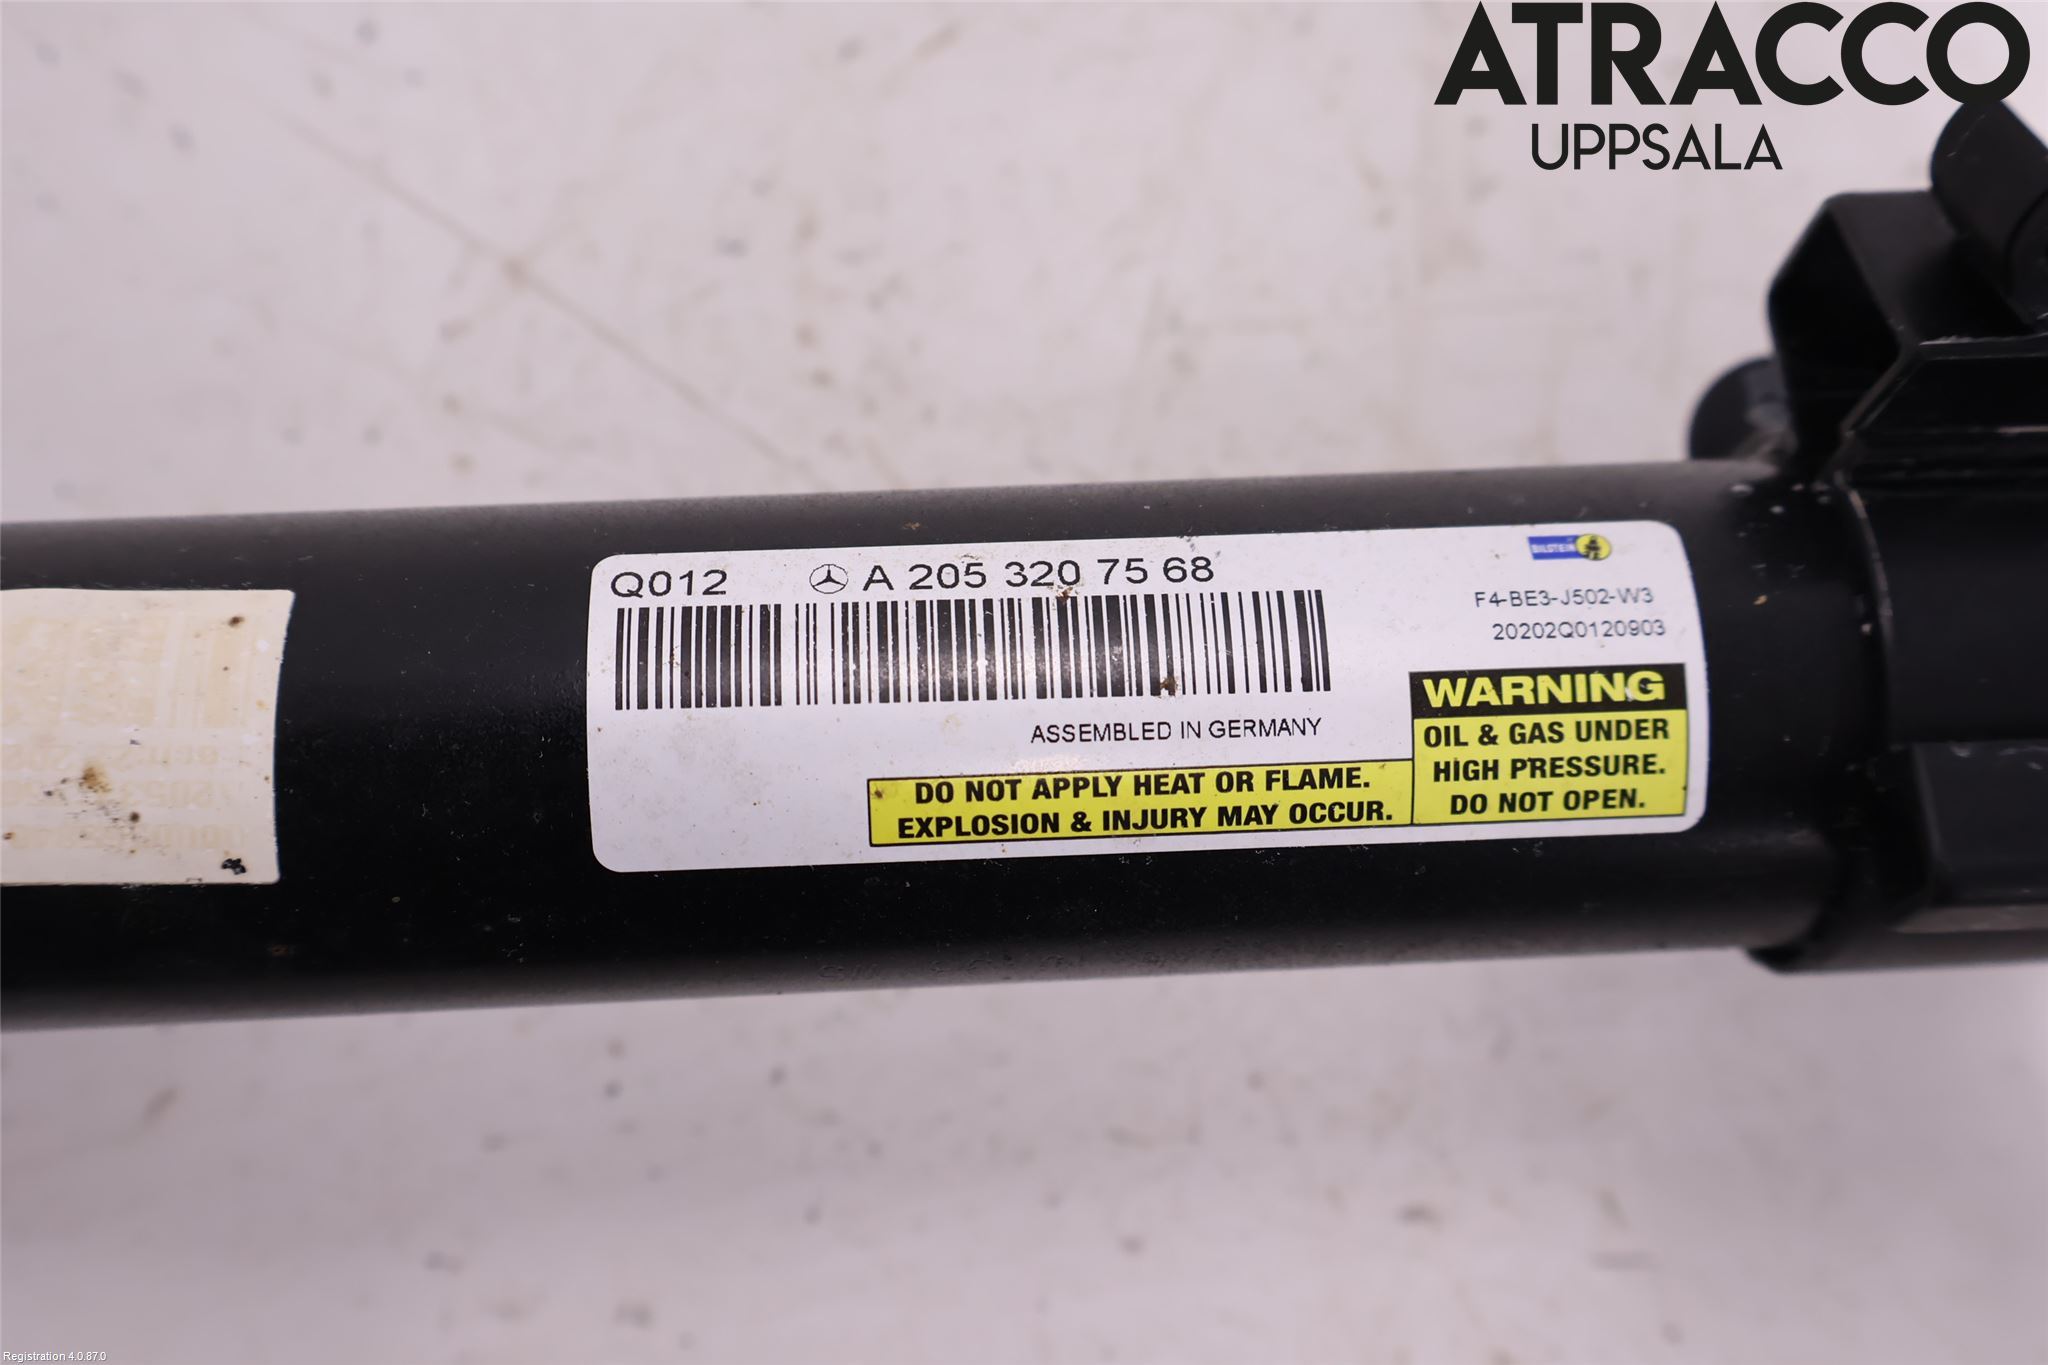 ATRACCO
UPPSALA
Q012 A 205 320 75 68
BILSTEIN
F4-BE3-J502-W3
20202Q0120903
ASSEMBLED IN GERMANY
WARNING
OIL & GAS UNDER
HIGH PRESSURE.
DO NOT OPEN.
DO NOT APPLY HEAT OR FLAME.
EXPLOSION & INJURY MAY OCCUR.
Registration 4.0.87.0